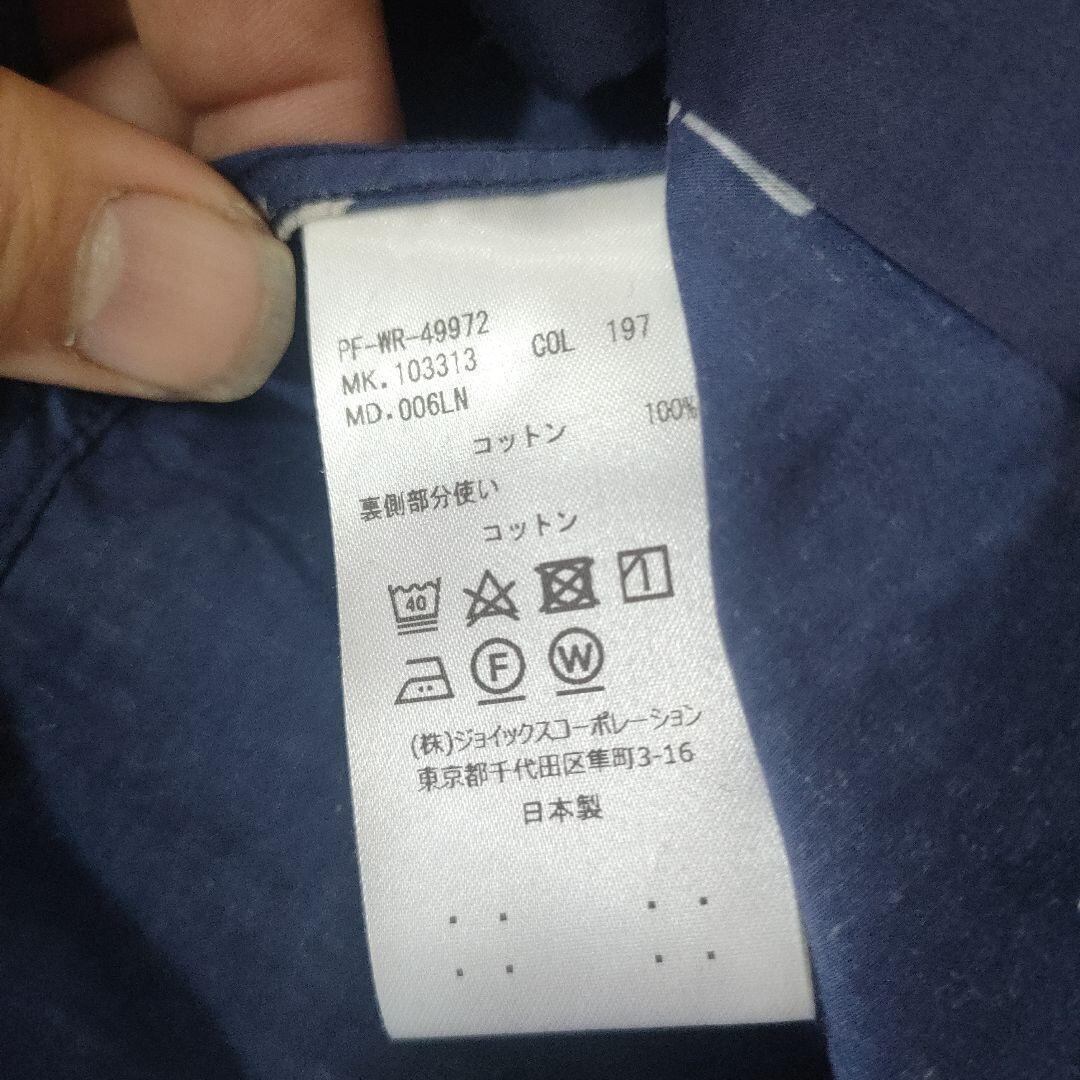 PF-WR-49972
MK.103313 COL 197
MD.006LN
コットン 100%
裏側部分使い
コットン
40
F W
(株)ジョイックスコーポレーション
東京都千代田区隼町3-16
日本製